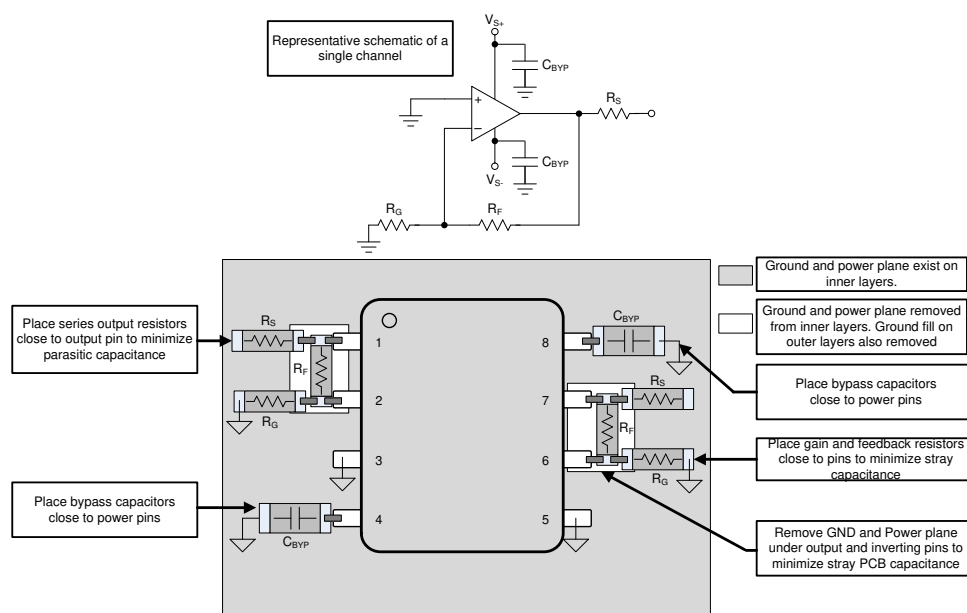 Representative schematic of a
single channel
V_S+
C_BYP
R_S
+
−
C_BYP
V_S-
R_G
R_F
Ground and power plane exist on
inner layers.
Ground and power plane removed
from inner layers. Ground fill on
outer layers also removed
Place series output resistors
close to output pin to minimize
parasitic capacitance
R_S
1
R_F
2
R_G
3
4
C_BYP
Place bypass capacitors
close to power pins
8
C_BYP
7
R_S
R_F
6
R_G
5
Place bypass capacitors
close to power pins
Place gain and feedback resistors
close to pins to minimize stray
capacitance
Remove GND and Power plane
under output and inverting pins to
minimize stray PCB capacitance